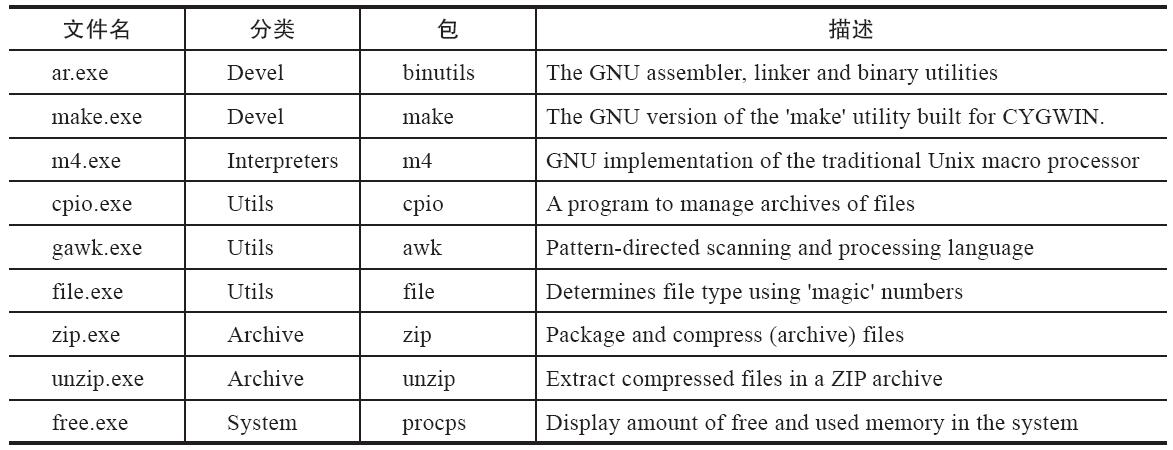 文件名 分类 包 描述
ar.exe Devel binutils The GNU assembler, linker and binary utilities
make.exe Devel make The GNU version of the 'make' utility built for CYGWIN.
m4.exe Interpreters m4 GNU implementation of the traditional Unix macro processor
cpio.exe Utils cpio A program to manage archives of files
gawk.exe Utils awk Pattern-directed scanning and processing language
file.exe Utils file Determines file type using 'magic' numbers
zip.exe Archive zip Package and compress (archive) files
unzip.exe Archive unzip Extract compressed files in a ZIP archive
free.exe System procps Display amount of free and used memory in the system